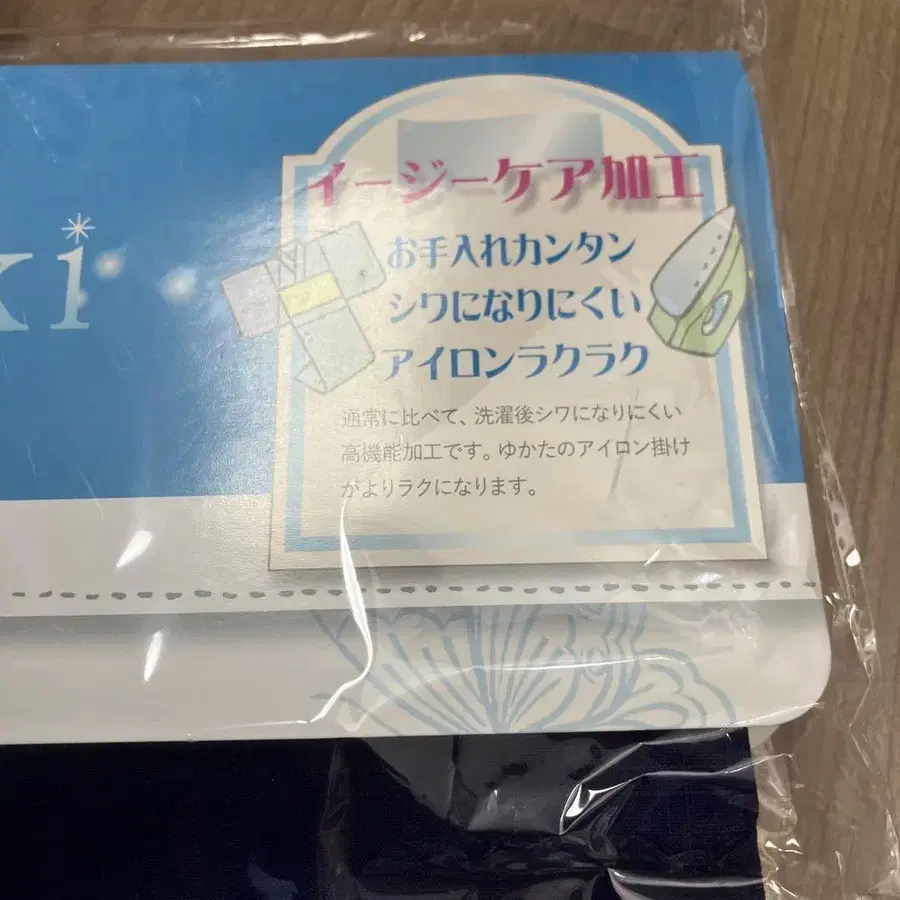 ki
イージーケア加工
お手入れカンタン
シワになりにくい
アイロンラクラク
通常に比べて、洗濯後シワになりにくい
高機能加工です。ゆかたのアイロン掛け
がよりラクになります。